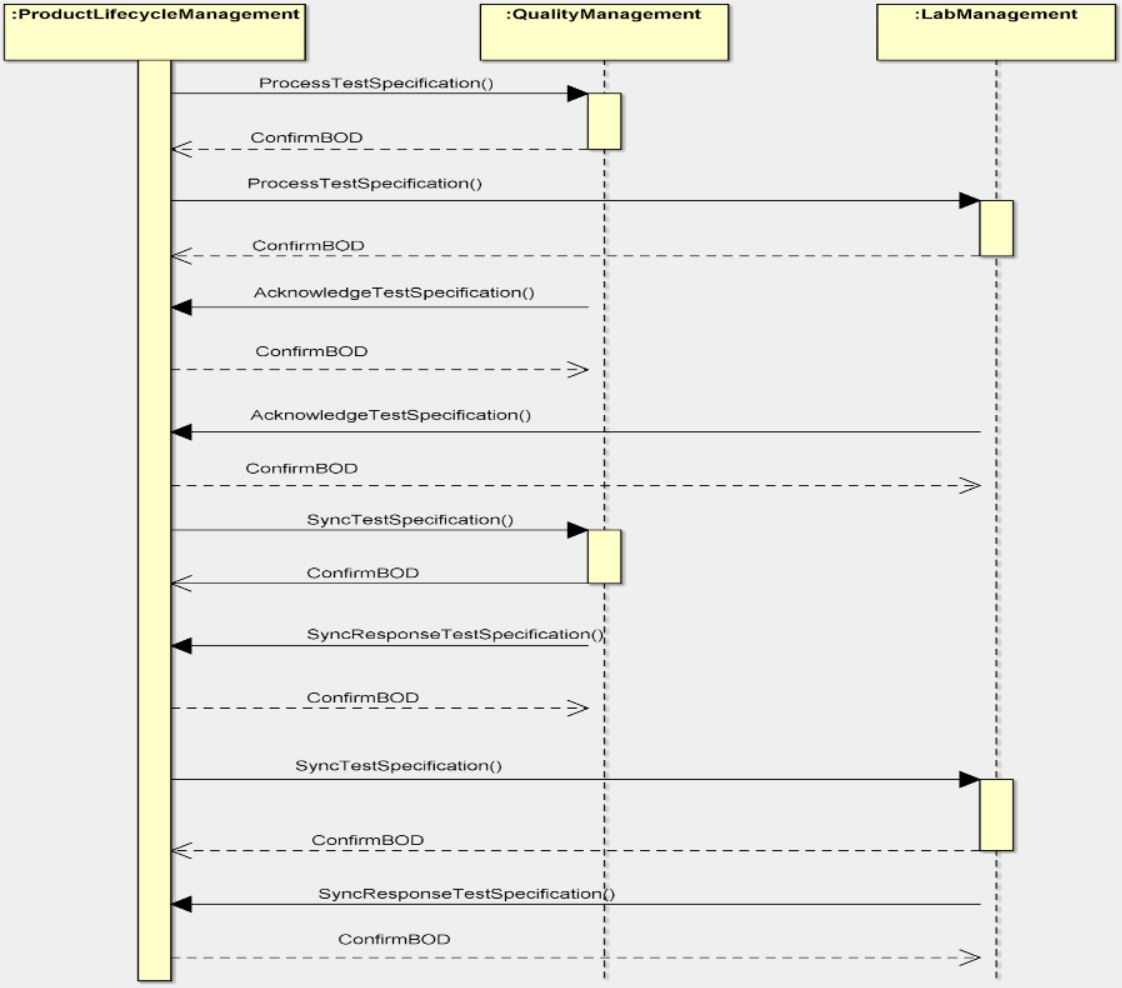 :ProductLifecycleManagement
:QualityManagement
:LabManagement
ProcessTestSpecification()
ConfirmBOD
ProcessTestSpecification()
ConfirmBOD
AcknowledgeTestSpecification()
ConfirmBOD
AcknowledgeTestSpecification()
ConfirmBOD
SyncTestSpecification()
ConfirmBOD
SyncResponseTestSpecification()
ConfirmBOD
SyncTestSpecification()
ConfirmBOD
SyncResponseTestSpecification()
ConfirmBOD